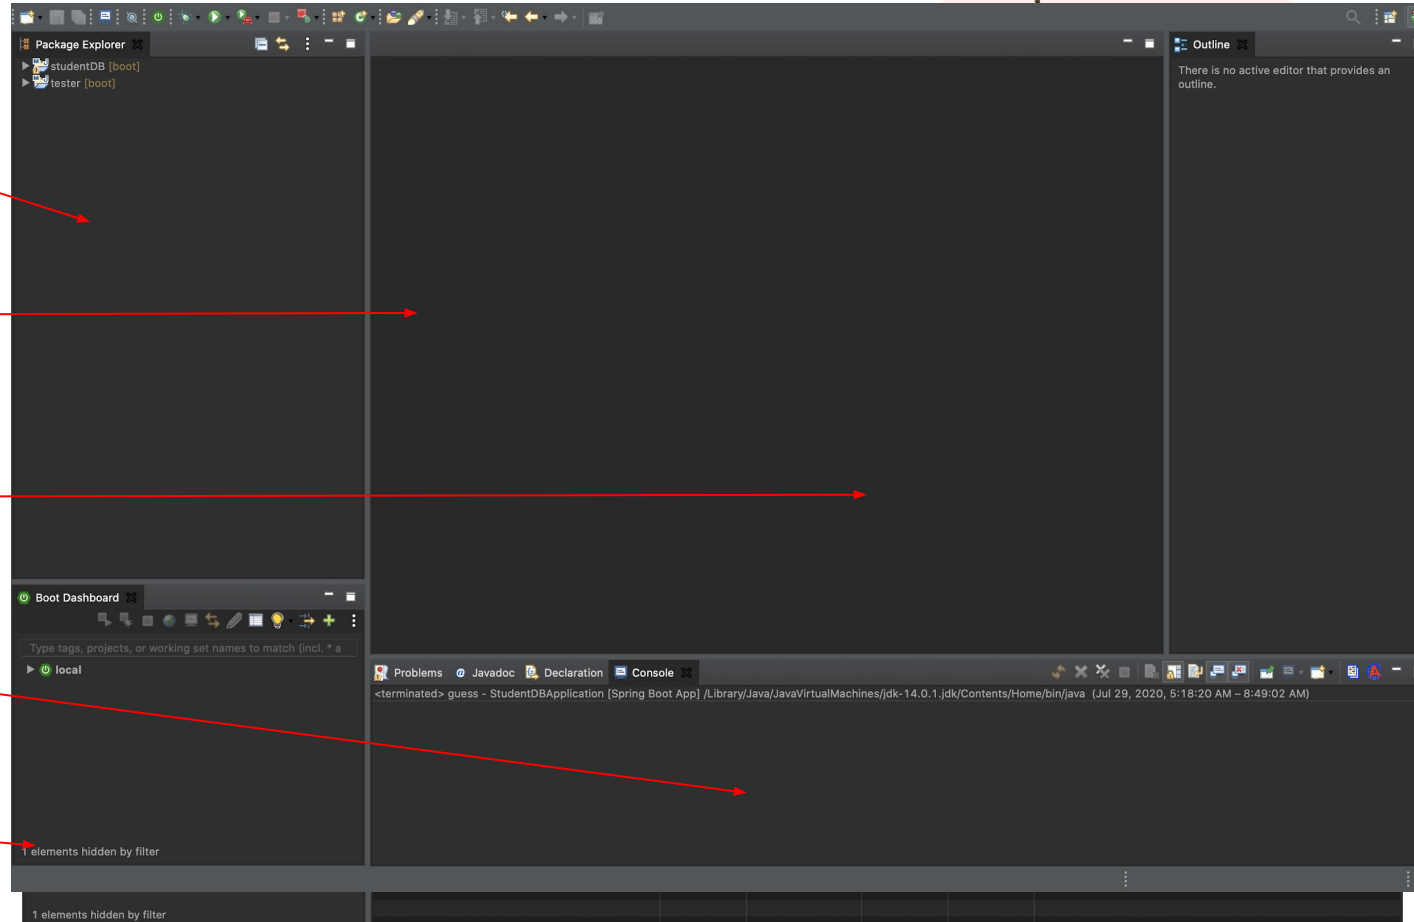 Package Explorer
studentDB [boot]
tester [boot]
Outline
There is no active editor that provides an
outline.
Boot Dashboard
Type tags, projects, or working set names to match (incl. * a
local
1 elements hidden by filter
Problems @ Javadoc Declaration Console
<terminated> guess - StudentDBApplication [Spring Boot App] /Library/Java/JavaVirtualMachines/jdk-14.0.1.jdk/Contents/Home/bin/java (Jul 29, 2020, 5:18:20 AM – 8:49:02 AM)
1 elements hidden by filter